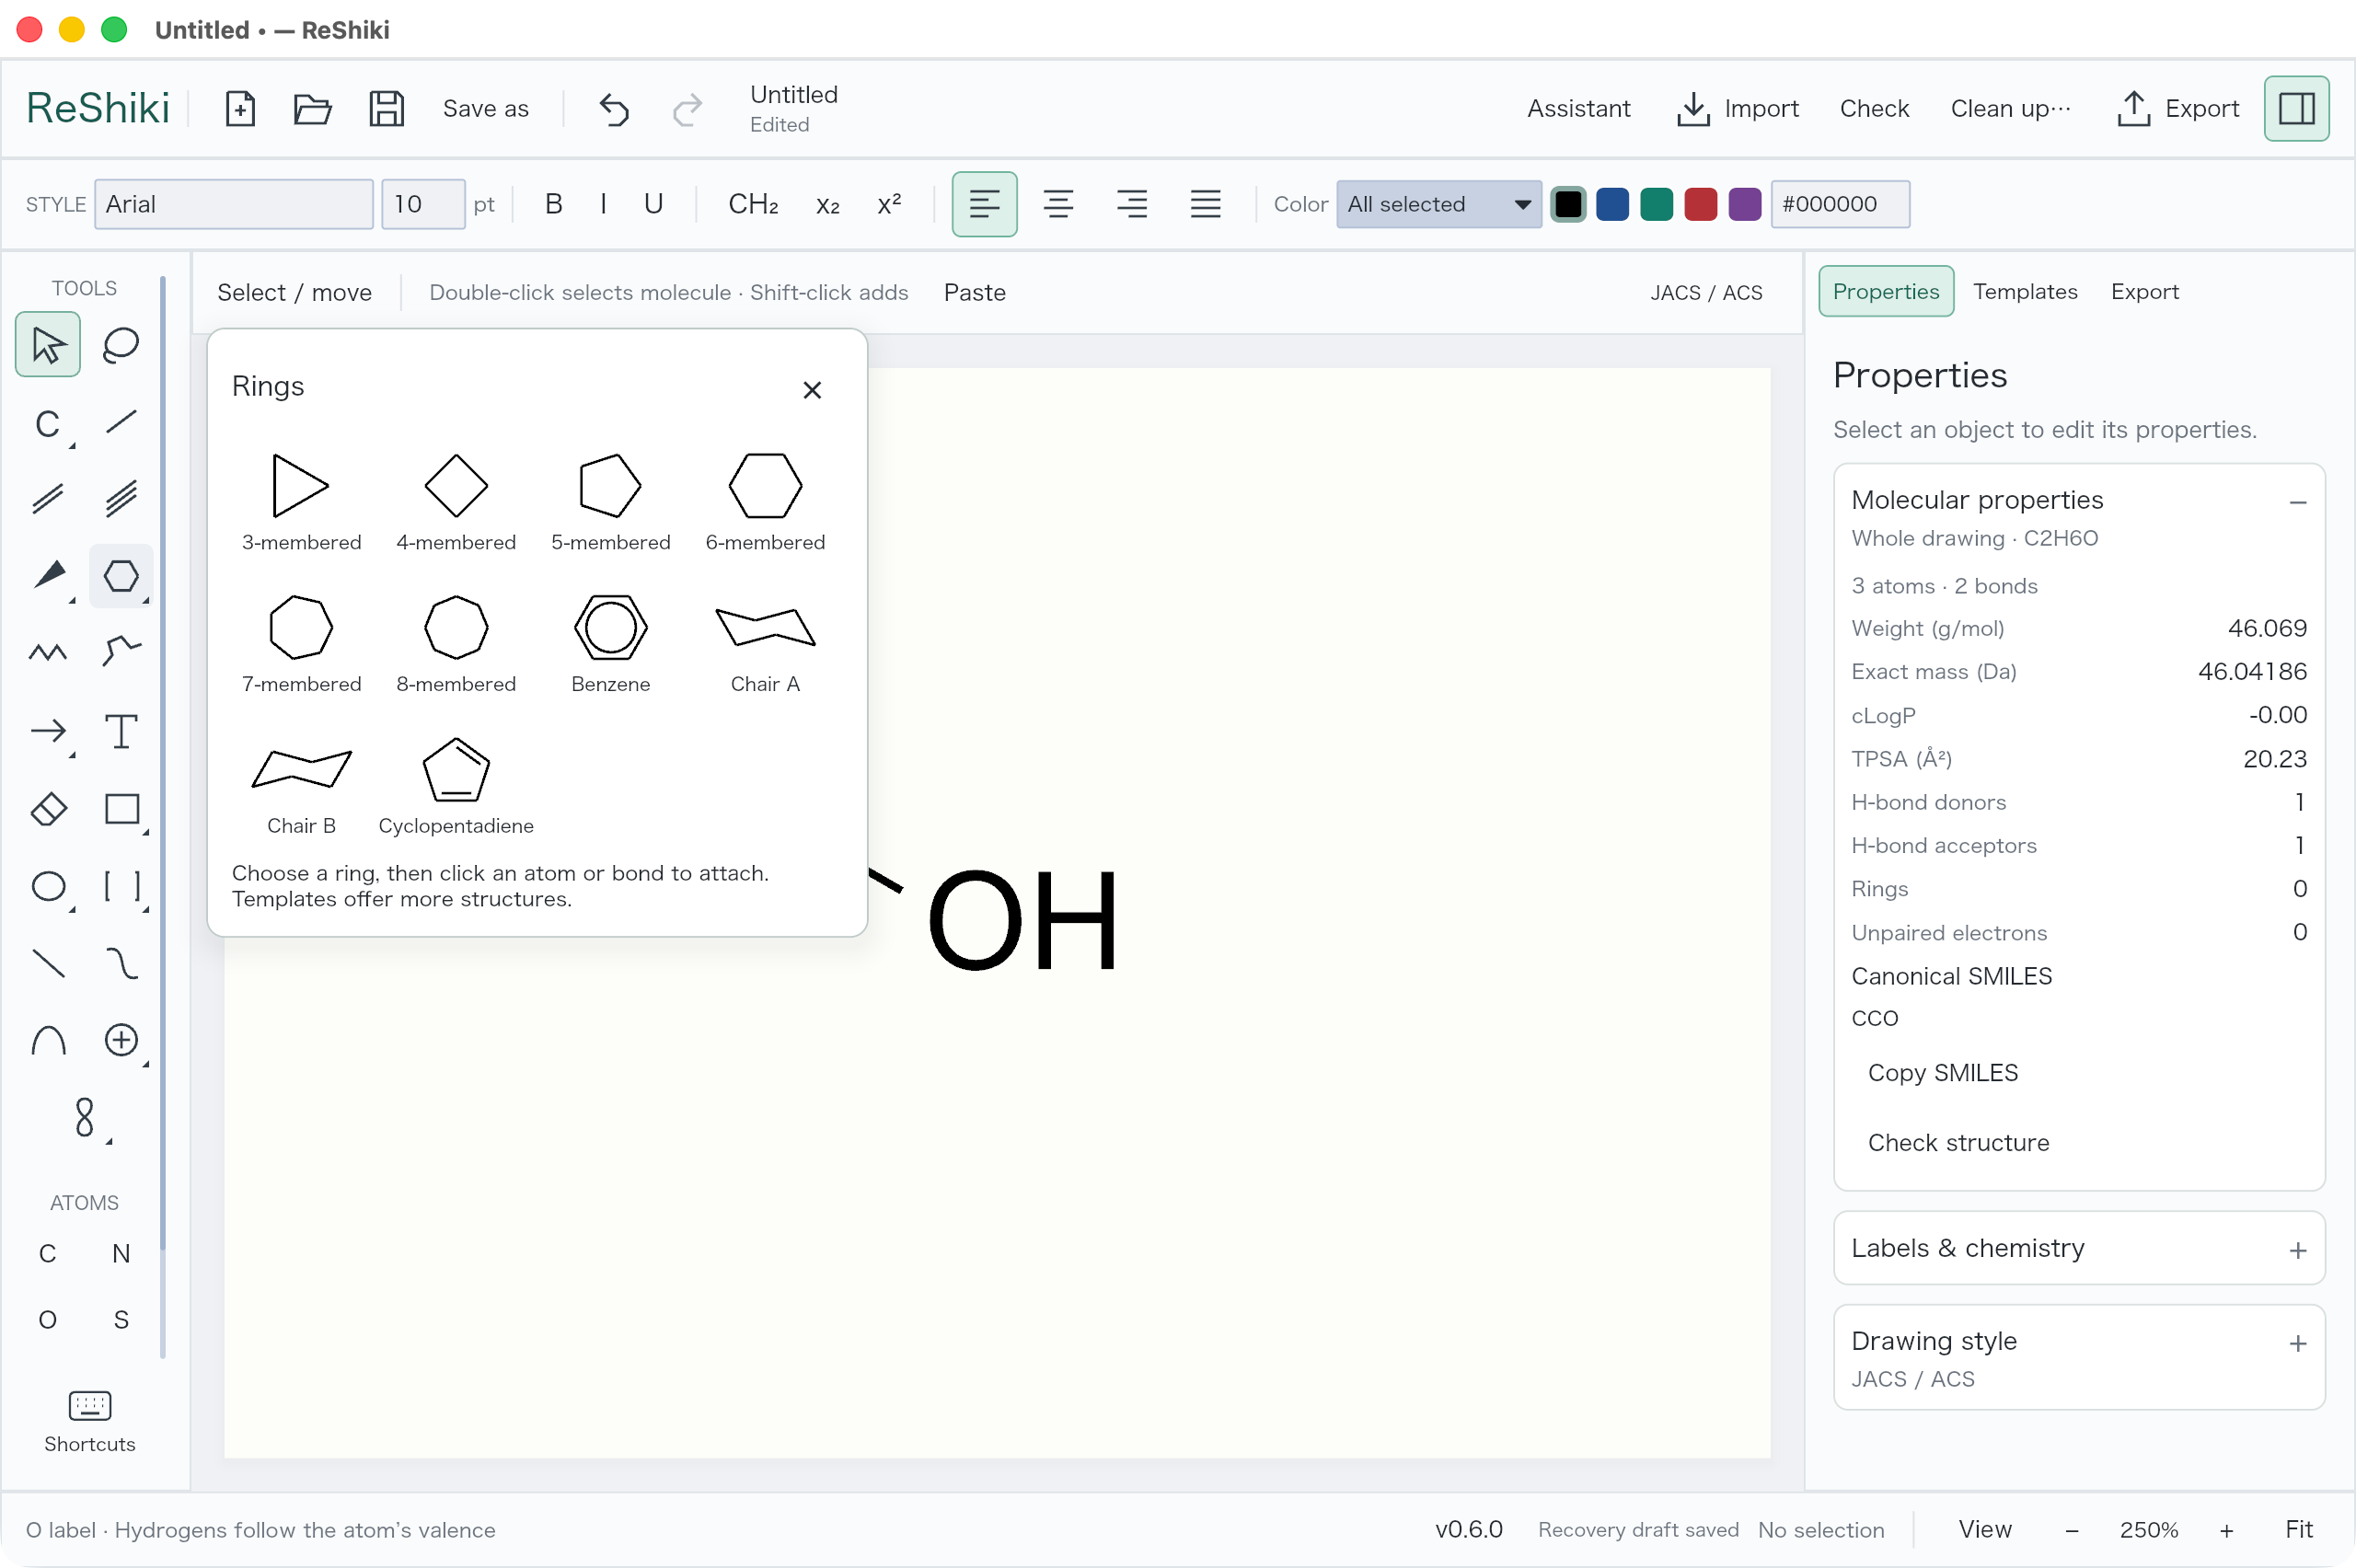 Untitled • — ReShiki
ReShiki
Save as
Untitled
Edited
Assistant
Import
Check
Clean up…
Export
STYLE
Arial
10
pt
B
I
U
CH₂
x₂
x²
Color
All selected
#000000
TOOLS
Select / move
Double-click selects molecule · Shift-click adds
Paste
JACS / ACS
C
T
ATOMS
C
N
O
S
Shortcuts
Rings
3-membered
4-membered
5-membered
6-membered
7-membered
8-membered
Benzene
Chair A
Chair B
Cyclopentadiene
Choose a ring, then click an atom or bond to attach.
Templates offer more structures.
OH
Properties
Templates
Export
Properties
Select an object to edit its properties.
Molecular properties
Whole drawing · C2H6O
3 atoms · 2 bonds
Weight (g/mol) 46.069
Exact mass (Da) 46.04186
cLogP -0.00
TPSA (Å²) 20.23
H-bond donors 1
H-bond acceptors 1
Rings 0
Unpaired electrons 0
Canonical SMILES
CCO
Copy SMILES
Check structure
Labels & chemistry
Drawing style
JACS / ACS
O label · Hydrogens follow the atom's valence
v0.6.0
Recovery draft saved
No selection
View
250%
Fit